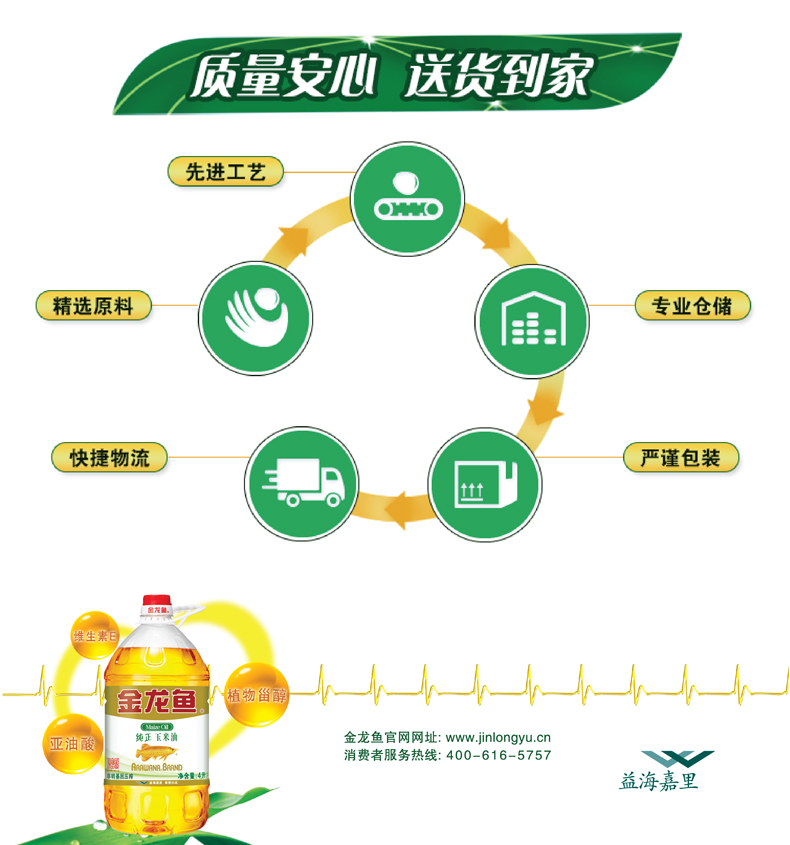 质量安心 送货到家
先进工艺
精选原料
专业仓储
快捷物流
严谨包装
金龙鱼
维生素E
金龙鱼
植物甾醇
Maize Oil
纯正 玉米油
亚油酸
ARAWANA BRAND
净含量:4升
金龙鱼官网网址: www.jinlongyu.cn
消费者服务热线: 400-616-5757
益海嘉里